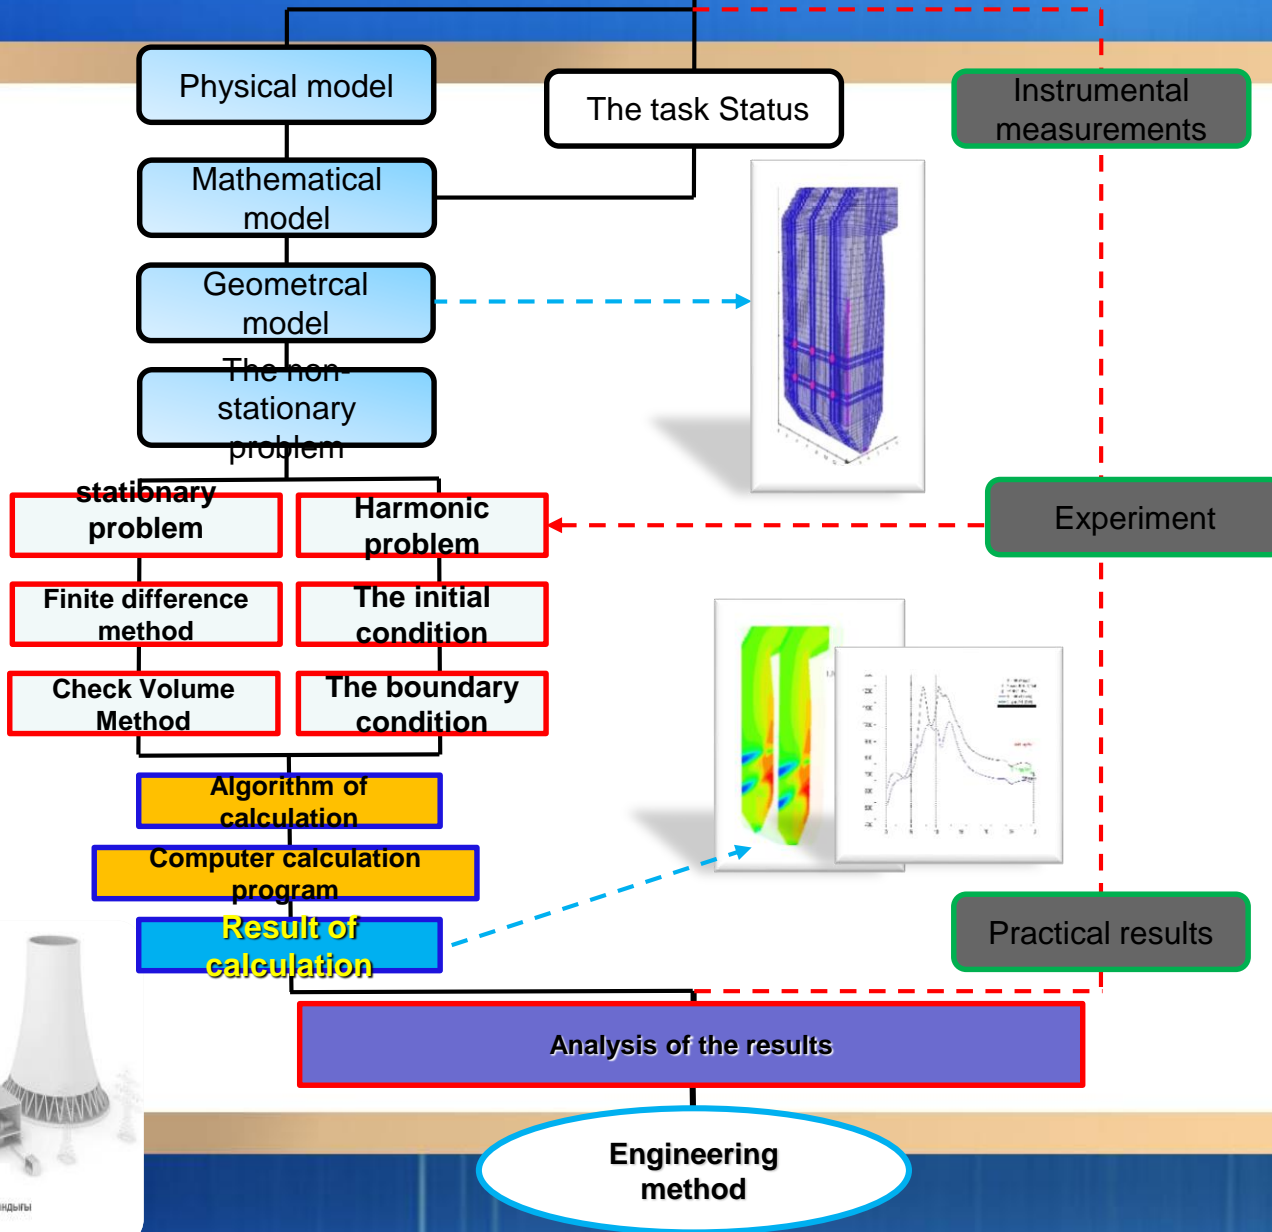 Physical model
The task Status
Instrumental
measurements
Mathematical
model
Geometrcal
model
The non-
stationary
problem
stationary
problem
Harmonic
problem
Experiment
Finite difference
method
The initial
condition
Check Volume
Method
The boundary
condition
Algorithm of
calculation
Computer calculation
program
Result of
calculation
Practical results
Analysis of the results
Engineering
method